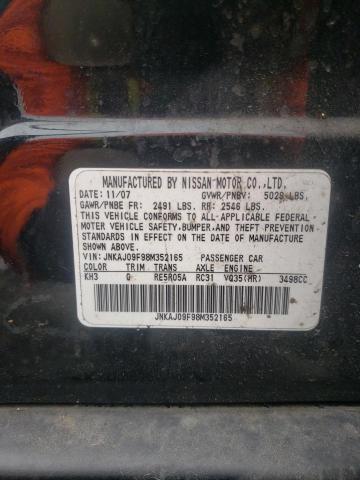 MANUFACTURED BY NISSAN MOTOR CO.,LTD.
DATE: 11/07 GVWR/PNBV: 5029 LBS.
GAWR/PNBE FR: 2491 LBS. RR: 2546 LBS.
THIS VEHICLE CONFORMS TO ALL APPLICABLE FEDERAL
MOTOR VEHICLE SAFETY,BUMPER,AND THEFT PREVENTION
STANDARDS IN EFFECT ON THE DATE OF MANUFACTURE
SHOWN ABOVE.
VIN: JNKAJ09F98M352165 PASSENGER CAR
COLOR TRIM TRANS AXLE ENGINE
KH3 G RE5R05A RC31 VQ35(HR) 3498CC
JNKAJ09F98M352165